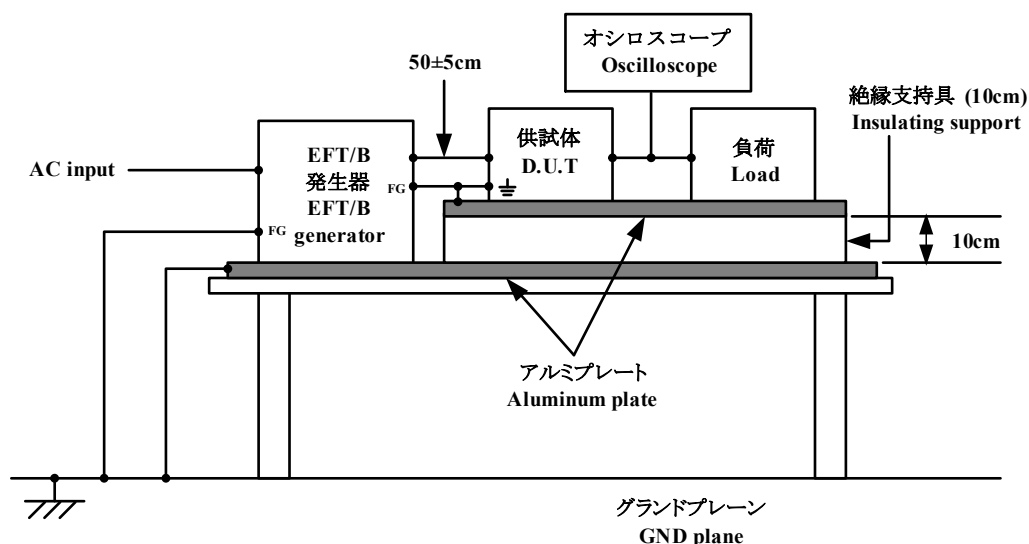 オシロスコープ
Oscilloscope
50±5cm
絶縁支持具 (10cm)
Insulating support
供試体
D.U.T
負荷
Load
EFT/B
発生器
EFT/B
generator
AC input
FG
FG
10cm
アルミプレート
Aluminum plate
グランドプレーン
GND plane